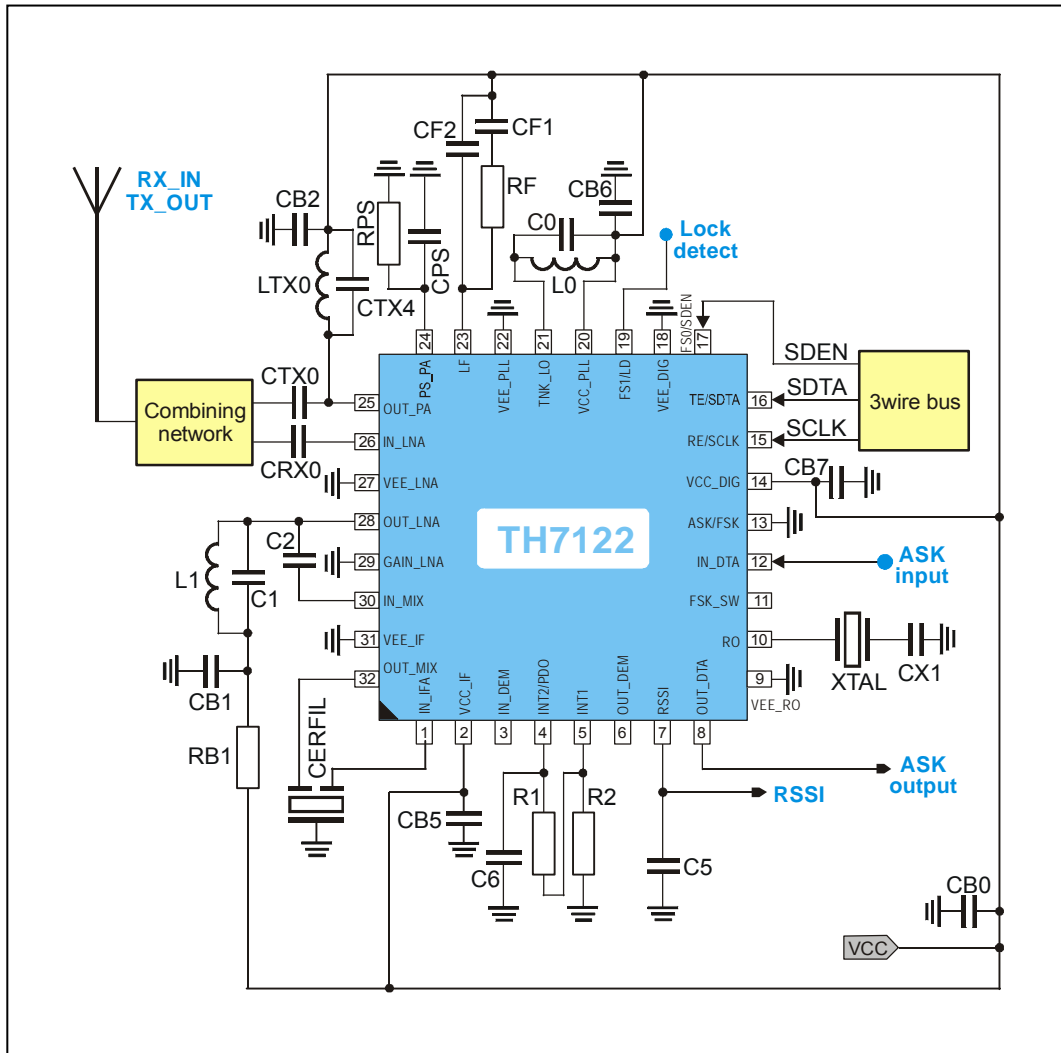 CF2
CF1
RX_IN
TX_OUT
CB2
RPS
RF
CB6
C0
Lock
detect
LTX0
CTX4
CPS
L0
FS0/SDEN
24
23
22
21
20
19
18
17
PS_PA
LF
VEE_PLL
TNK_LO
VCC_PLL
FS1/LD
VEE_DIG
SDEN
SDTA
SCLK
3wire bus
CTX0
Combining
network
CRX0
25
OUT_PA
26
IN_LNA
27
VEE_LNA
28
OUT_LNA
29
GAIN_LNA
30
IN_MIX
31
VEE_IF
32
OUT_MIX
TE/SDTA
16
RE/SCLK
15
CB7
VCC_DIG
14
ASK/FSK
13
IN_DTA
12
FSK_SW
11
RO
10
9
VEE_RO
TH7122
ASK
input
XTAL
CX1
C2
L1
C1
CB1
RB1
CERFIL
IN_IFA
VCC_IF
IN_DEM
INT2/PDO
INT1
OUT_DEM
RSSI
OUT_DTA
1
2
3
4
5
6
7
8
ASK
output
RSSI
R1
R2
CB5
C6
C5
CB0
VCC